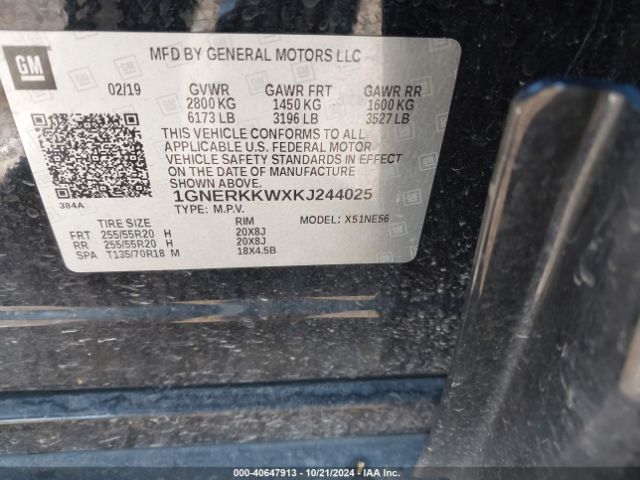 GM
MFD BY GENERAL MOTORS LLC
02/19 GVWR GAWR FRT GAWR RR
2800 KG 1450 KG 1600 KG
6173 LB 3196 LB 3527 LB
THIS VEHICLE CONFORMS TO ALL
APPLICABLE U.S. FEDERAL MOTOR
VEHICLE SAFETY STANDARDS IN
EFFECT ON THE DATE OF
MANUFACTURE
SHOWN ABOVE.
384A
1GNERKKWXKJ244025
TYPE: M.P.V. MODEL: X51NE56
TIRE SIZE RIM
FRT 255/55R20 H 20X8J
RR 255/55R20 H 20X8J
SPA T135/70R18 M 18X4.5B
000-40647913 - 10/21/2024 - IAA Inc.